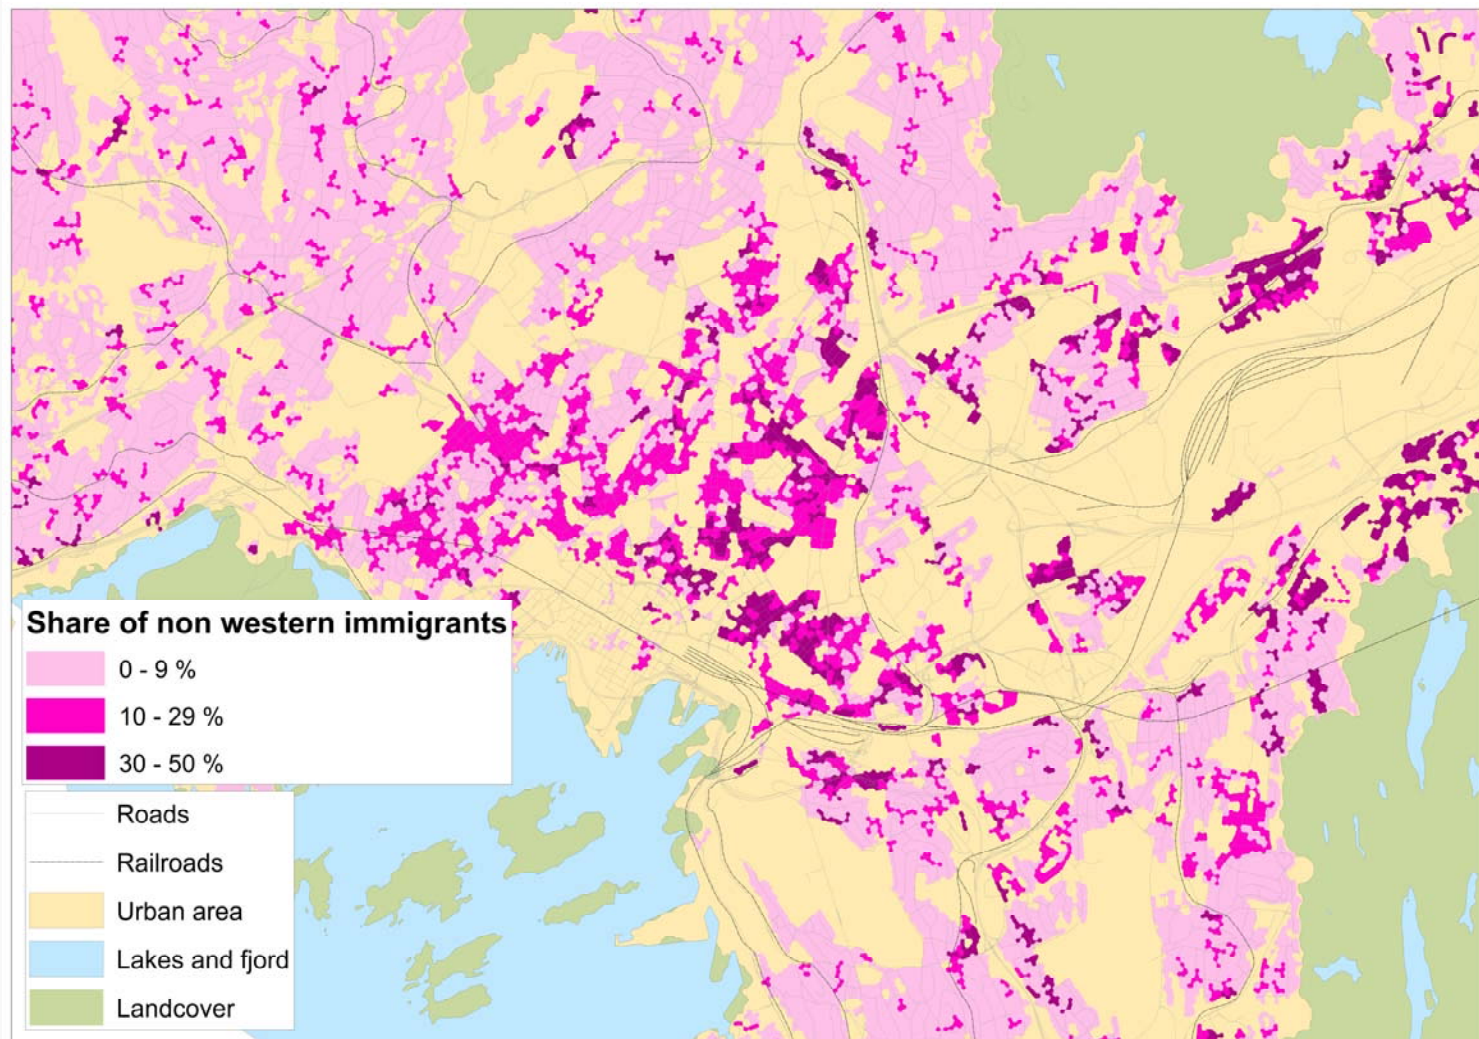 Share of non western immigrants
0 - 9 %
10 - 29 %
30 - 50 %
Roads
Railroads
Urban area
Lakes and fjord
Landcover